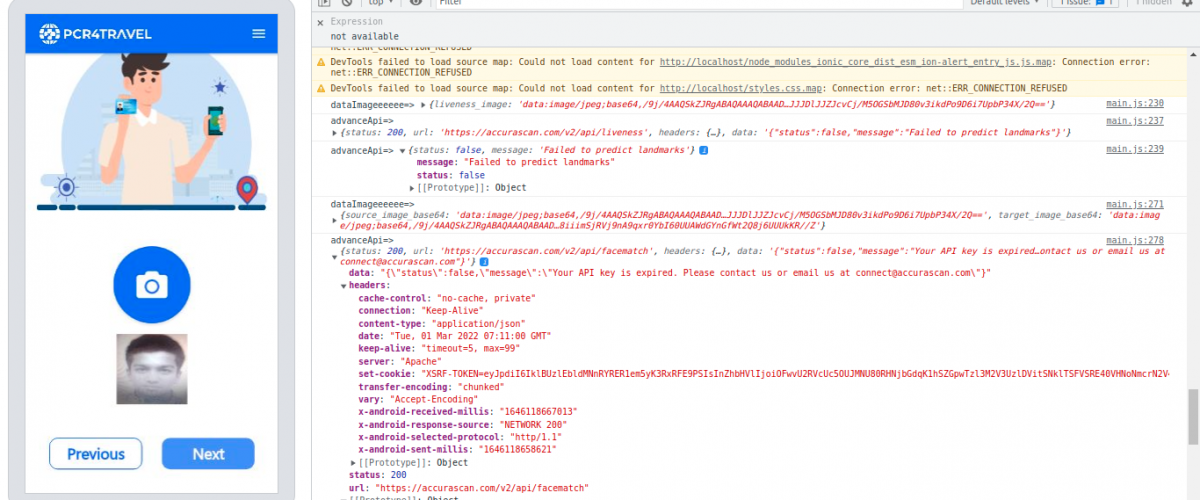 PCR4TRAVEL
Previous
Next
top
Filter
Default levels
1 Issue:
1
1 hidden
Expression
not available
net::ERR_CONNECTION_REFUSED
DevTools failed to load source map: Could not load content for http://localhost/node_modules_ionic_core_dist_esm_ion-alert_entry_js.js.map: Connection error:
net::ERR_CONNECTION_REFUSED
DevTools failed to load source map: Could not load content for http://localhost/styles.css.map: Connection error: net::ERR_CONNECTION_REFUSED
dataImageeeeee=> {liveness_image: 'data:image/jpeg;base64,/9j/4AAQSkZJRgABAQAAAQABAAD…JJJDlJJZJcvCj/M5OGSbMJD80v3ikdPo9D6i7UpbP34X/2Q=='} main.js:230
advanceApi=> main.js:237
{status: 200, url: 'https://accurascan.com/v2/api/liveness', headers: {…}, data: '{"status":false,"message":"Failed to predict landmarks"}'}
advanceApi=> {status: false, message: 'Failed to predict landmarks'} main.js:239
message: "Failed to predict landmarks"
status: false
[[Prototype]]: Object
dataImageeeeee=> main.js:271
{source_image_base64: 'data:image/jpeg;base64,/9j/4AAQSkZJRgABAQAAAQABAAD…JJJDlJJZJcvCj/M5OGSbMJD80v3ikdPo9D6i7UpbP34X/2Q==', target_image_base64: 'data:imag
e/jpeg;base64,/9j/4AAQSkZJRgABAQAAAQABAAD…8iiimSjRVj9nA9qxr0YbI60UUAWdGYnGfWt2Q8j6UUUkKR//Z'}
advanceApi=> main.js:278
{status: 200, url: 'https://accurascan.com/v2/api/facematch', headers: {…}, data: '{"status":false,"message":"Your API key is expired…ontact us or email us at
connect@accurascan.com"}'}
data: "{\"status\":false,\"message\":\"Your API key is expired. Please contact us or email us at connect@accurascan.com\"}"
headers:
cache-control: "no-cache, private"
connection: "Keep-Alive"
content-type: "application/json"
date: "Tue, 01 Mar 2022 07:11:00 GMT"
keep-alive: "timeout=5, max=99"
server: "Apache"
set-cookie: "XSRF-TOKEN=eyJpdiI6IklBUzlEbldMNnRYRER1em5yK3RxRFE9PSIsInZhbHVlIjoiOFwvU2RVcUc5OUJMNU80RHNjbGdqK1hSZGpwTzl3M2V3UzlDVitSNklTSFVSRE40VHNoNmcrN2V
transfer-encoding: "chunked"
vary: "Accept-Encoding"
x-android-received-millis: "1646118667013"
x-android-response-source: "NETWORK 200"
x-android-selected-protocol: "http/1.1"
x-android-sent-millis: "1646118658621"
[[Prototype]]: Object
status: 200
url: "https://accurascan.com/v2/api/facematch"
[[Prototype]]: Object